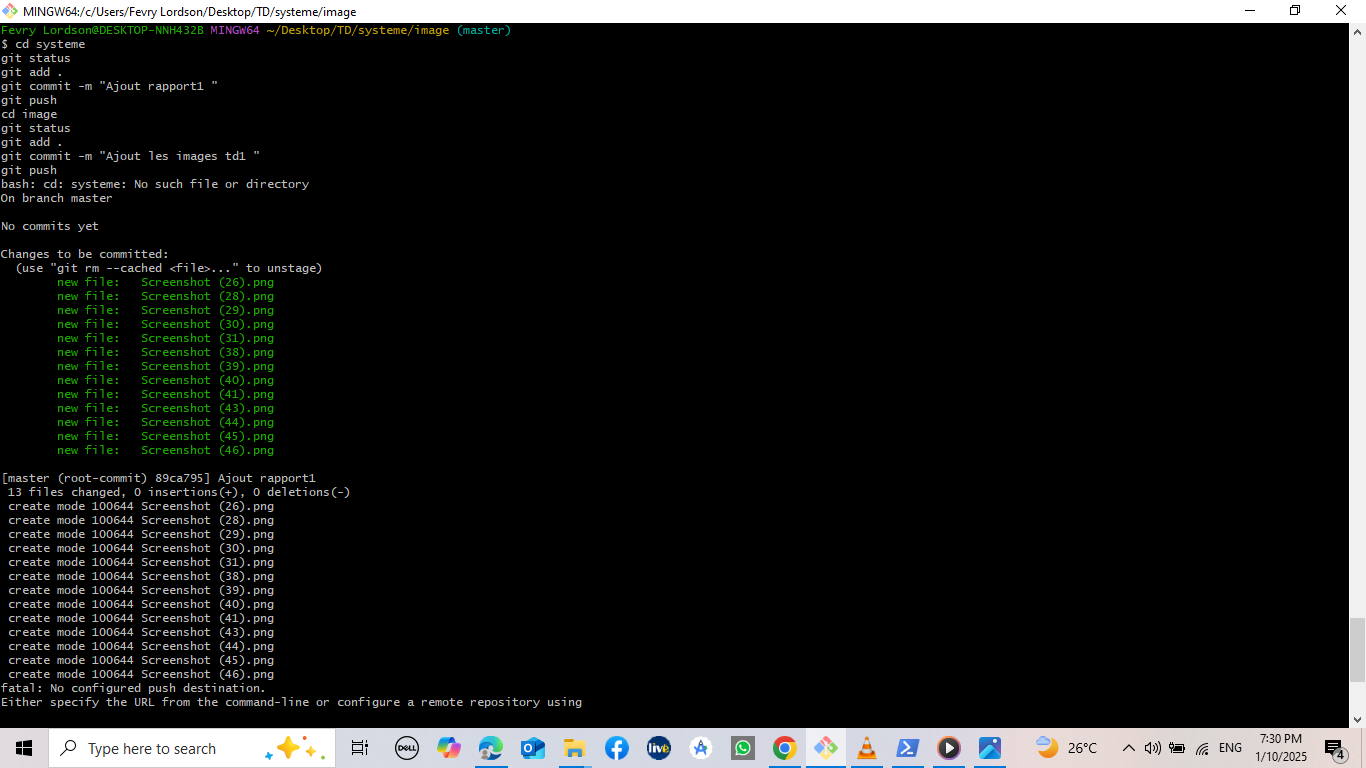 MINGW64:/c/Users/Fevry Lordson/Desktop/TD/systeme/image
Fevry Lordson@DESKTOP-NNH432B MINGW64 ~/Desktop/TD/systeme/image (master)
$ cd systeme
git status
git add .
git commit -m "Ajout rapport1 "
git push
cd image
git status
git add .
git commit -m "Ajout les images td1 "
git push
bash: cd: systeme: No such file or directory
On branch master
No commits yet
Changes to be committed:
  (use "git rm --cached <file>..." to unstage)
        new file:   Screenshot (26).png
        new file:   Screenshot (28).png
        new file:   Screenshot (29).png
        new file:   Screenshot (30).png
        new file:   Screenshot (31).png
        new file:   Screenshot (38).png
        new file:   Screenshot (39).png
        new file:   Screenshot (40).png
        new file:   Screenshot (41).png
        new file:   Screenshot (43).png
        new file:   Screenshot (44).png
        new file:   Screenshot (45).png
        new file:   Screenshot (46).png
[master (root-commit) 89ca795] Ajout rapport1
 13 files changed, 0 insertions(+), 0 deletions(-)
 create mode 100644 Screenshot (26).png
 create mode 100644 Screenshot (28).png
 create mode 100644 Screenshot (29).png
 create mode 100644 Screenshot (30).png
 create mode 100644 Screenshot (31).png
 create mode 100644 Screenshot (38).png
 create mode 100644 Screenshot (39).png
 create mode 100644 Screenshot (40).png
 create mode 100644 Screenshot (41).png
 create mode 100644 Screenshot (43).png
 create mode 100644 Screenshot (44).png
 create mode 100644 Screenshot (45).png
 create mode 100644 Screenshot (46).png
fatal: No configured push destination.
Either specify the URL from the command-line or configure a remote repository using
Type here to search
DELL
live
26°C
ENG
7:30 PM
1/10/2025
4